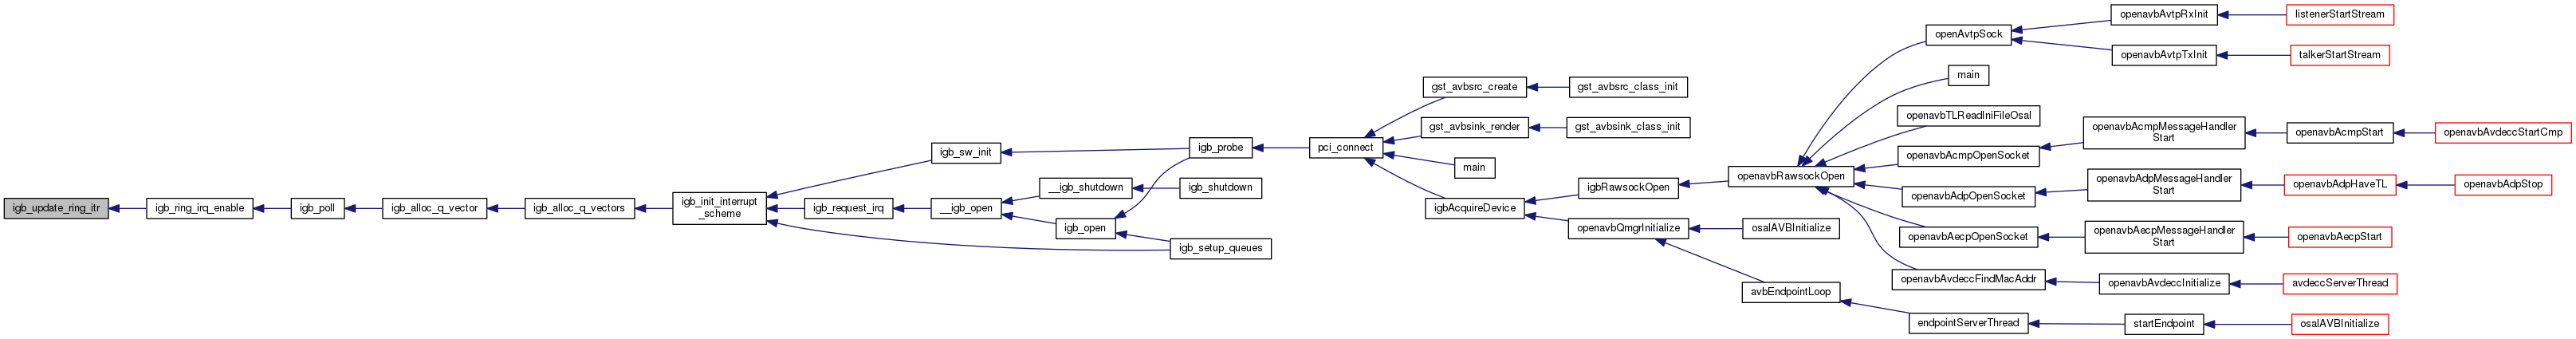 igb_update_ring_itr
igb_ring_irq_enable
igb_poll
igb_alloc_q_vector
igb_alloc_q_vectors
igb_init_interrupt
_scheme
igb_sw_init
igb_request_irq
__igb_open
__igb_shutdown
igb_shutdown
igb_open
igb_setup_queues
igb_probe
pci_connect
gst_avbsrc_create
gst_avbsrc_class_init
gst_avbsink_render
gst_avbsink_class_init
main
igbAcquireDevice
igbRawsockOpen
openavbQmgrInitialize
osalAVBInitialize
avbEndpointLoop
endpointServerThread
startEndpoint
osalAVBInitialize
openavbRawsockOpen
openAvtpSock
openavbAvtpRxInit
listenerStartStream
openavbAvtpTxInit
talkerStartStream
main
openavbTLReadIniFileOsal
openavbAcmpOpenSocket
openavbAcmpMessageHandler
Start
openavbAcmpStart
openavbAvdeccStartCmp
openavbAdpOpenSocket
openavbAdpMessageHandler
Start
openavbAdpHaveTL
openavbAdpStop
openavbAecpOpenSocket
openavbAecpMessageHandler
Start
openavbAecpStart
openavbAvdeccFindMacAddr
openavbAvdeccInitialize
avdeccServerThread